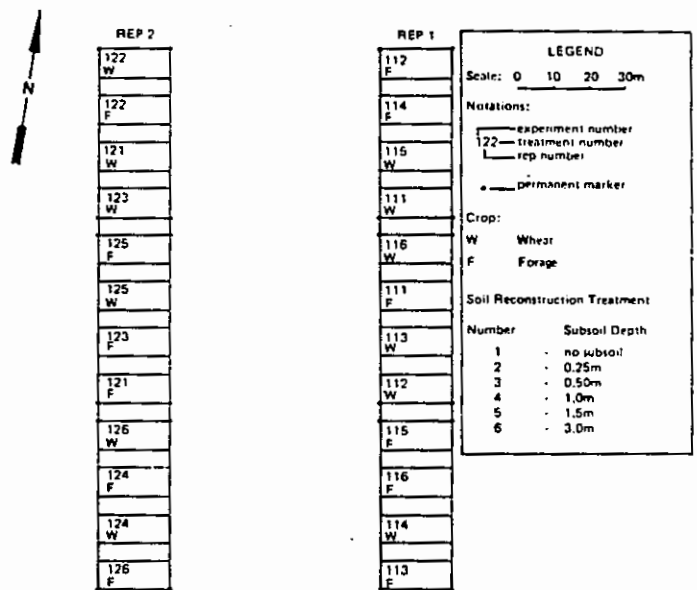 N
REP 2
122
W
122
F
121
W
123
W
125
F
125
W
123
F
121
F
126
W
124
F
124
W
126
F
REP 1
112
F
114
F
115
W
111
W
116
W
111
F
113
W
112
W
115
F
116
F
114
W
113
F
LEGEND
Scale: 0 10 20 30m
Notations:
experiment number
122 treatment number
rep number
permanent marker
Crop:
W Wheat
F Forage
Soil Reconstruction Treatment
Number Subsoil Depth
1 - no subsoil
2 - 0.25m
3 - 0.50m
4 - 1.0m
5 - 1.5m
6 - 3.0m